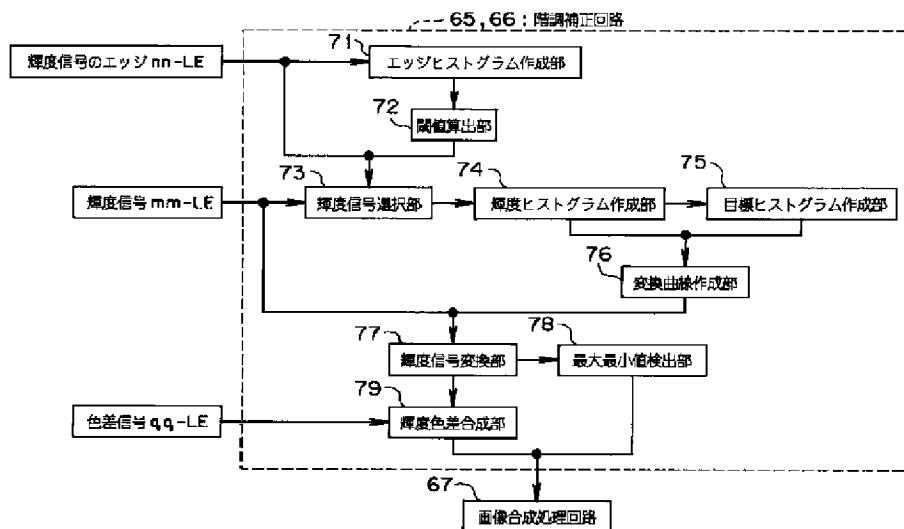 65,66:階調補正回路
71
輝度信号のエッジnn-LE
エッジヒストグラム作成部
72
閾値算出部
73
74
75
輝度信号mm-LE
輝度信号選択部
輝度ヒストグラム作成部
目標ヒストグラム作成部
76
変換曲線作成部
77
78
輝度信号変換部
最大最小値検出部
79
色差信号qq-LE
輝度色差合成部
67
画像合成処理回路